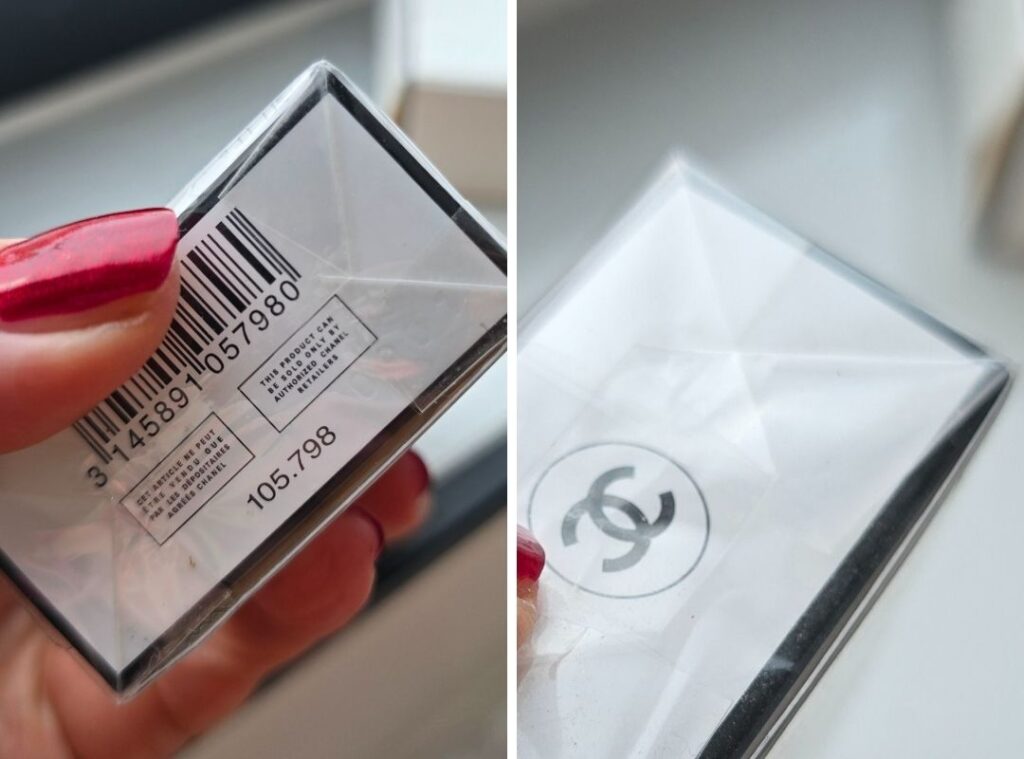 3 145891 057980
THIS PRODUCT CAN
BE SOLD ONLY BY
AUTHORIZED CHANEL
RETAILERS
CET ARTICLE NE PEUT
ÊTRE VENDU QUE
PAR LES DÉPOSITAIRES
AGRÉÉS CHANEL
105.798